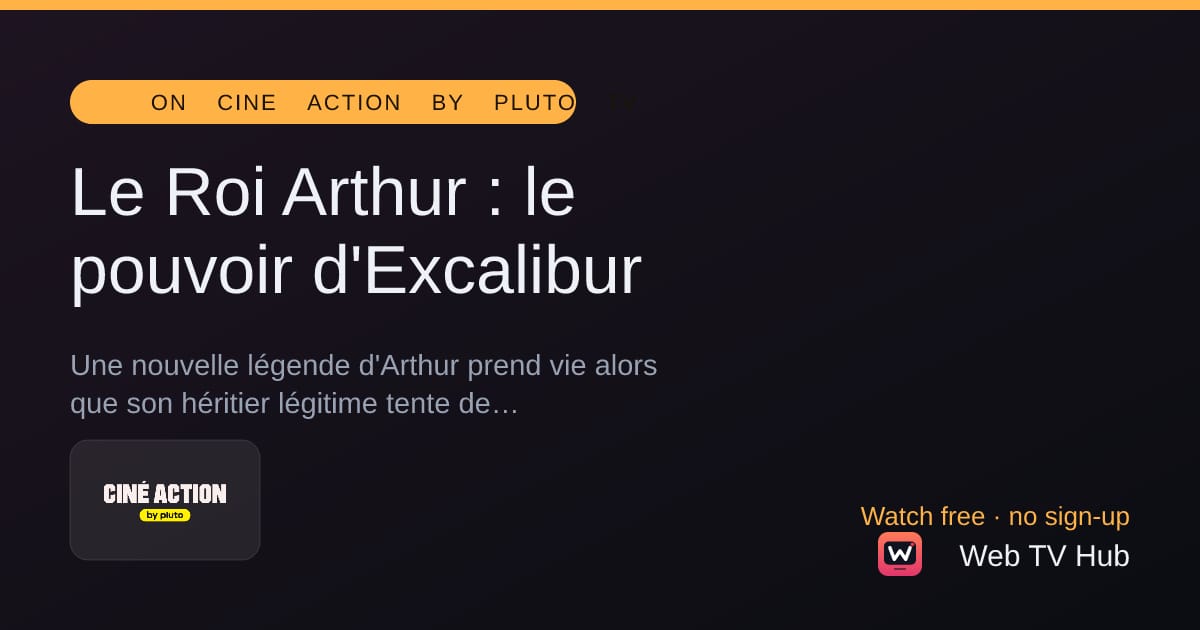 ON CINE ACTION BY PLUTO TV
Le Roi Arthur : le
pouvoir d'Excalibur
Une nouvelle légende d'Arthur prend vie alors
que son héritier légitime tente de…
CINÉ ACTION
by pluto
Watch free · no sign-up
W
Web TV Hub